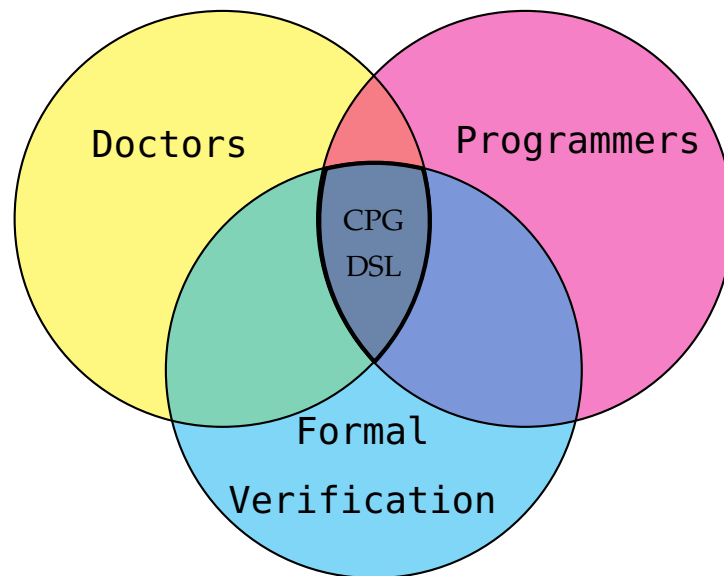 Doctors
Programmers
CPG
DSL
Formal
Verification